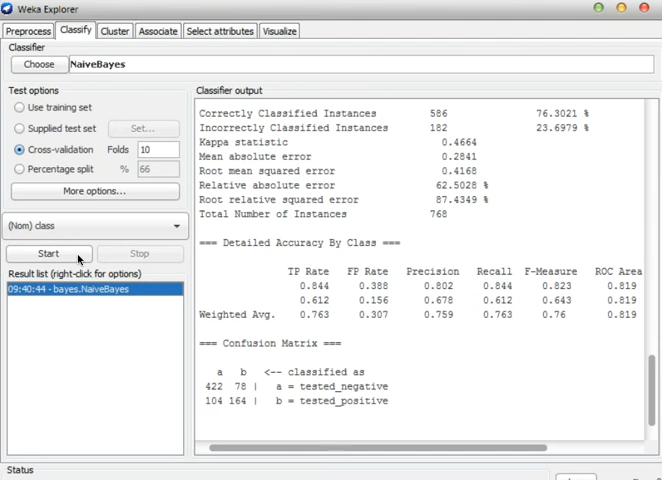 Weka Explorer
Preprocess Classify Cluster Associate Select attributes Visualize
Classifier
Choose NaiveBayes
Test options
Use training set
Supplied test set Set...
Cross-validation Folds 10
Percentage split % 66
More options...
(Nom) class
Start Stop
Result list (right-click for options)
09:40:44 - bayes.NaiveBayes
Classifier output
Correctly Classified Instances 586 76.3021 %
Incorrectly Classified Instances 182 23.6979 %
Kappa statistic 0.4664
Mean absolute error 0.2841
Root mean squared error 0.4168
Relative absolute error 62.5028 %
Root relative squared error 87.4349 %
Total Number of Instances 768
=== Detailed Accuracy By Class ===
TP Rate FP Rate Precision Recall F-Measure ROC Area
0.844 0.388 0.802 0.844 0.823 0.819
0.612 0.156 0.678 0.612 0.643 0.819
Weighted Avg. 0.763 0.307 0.759 0.763 0.76 0.819
=== Confusion Matrix ===
a b <-- classified as
422 78 | a = tested_negative
104 164 | b = tested_positive
Status